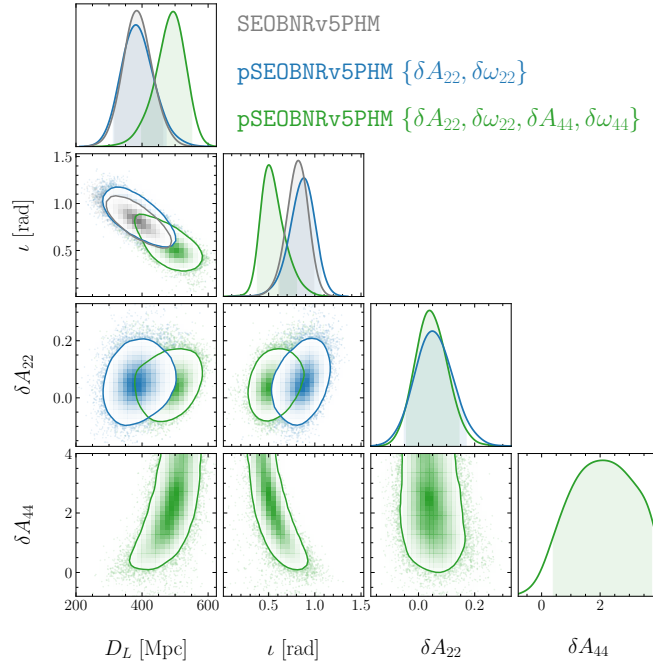 SEOBNRv5PHM
pSEOBNRv5PHM {δA₂₂, δω₂₂}
pSEOBNRv5PHM {δA₂₂, δω₂₂, δA₄₄, δω₄₄}
1.5
1.0
0.5
ι [rad]
0.2
0.0
δA₂₂
4
2
0
δA₄₄
200 400 600 0.5 1.0 1.5 0.0 0.2 0 2
D_L [Mpc] ι [rad] δA₂₂ δA₄₄